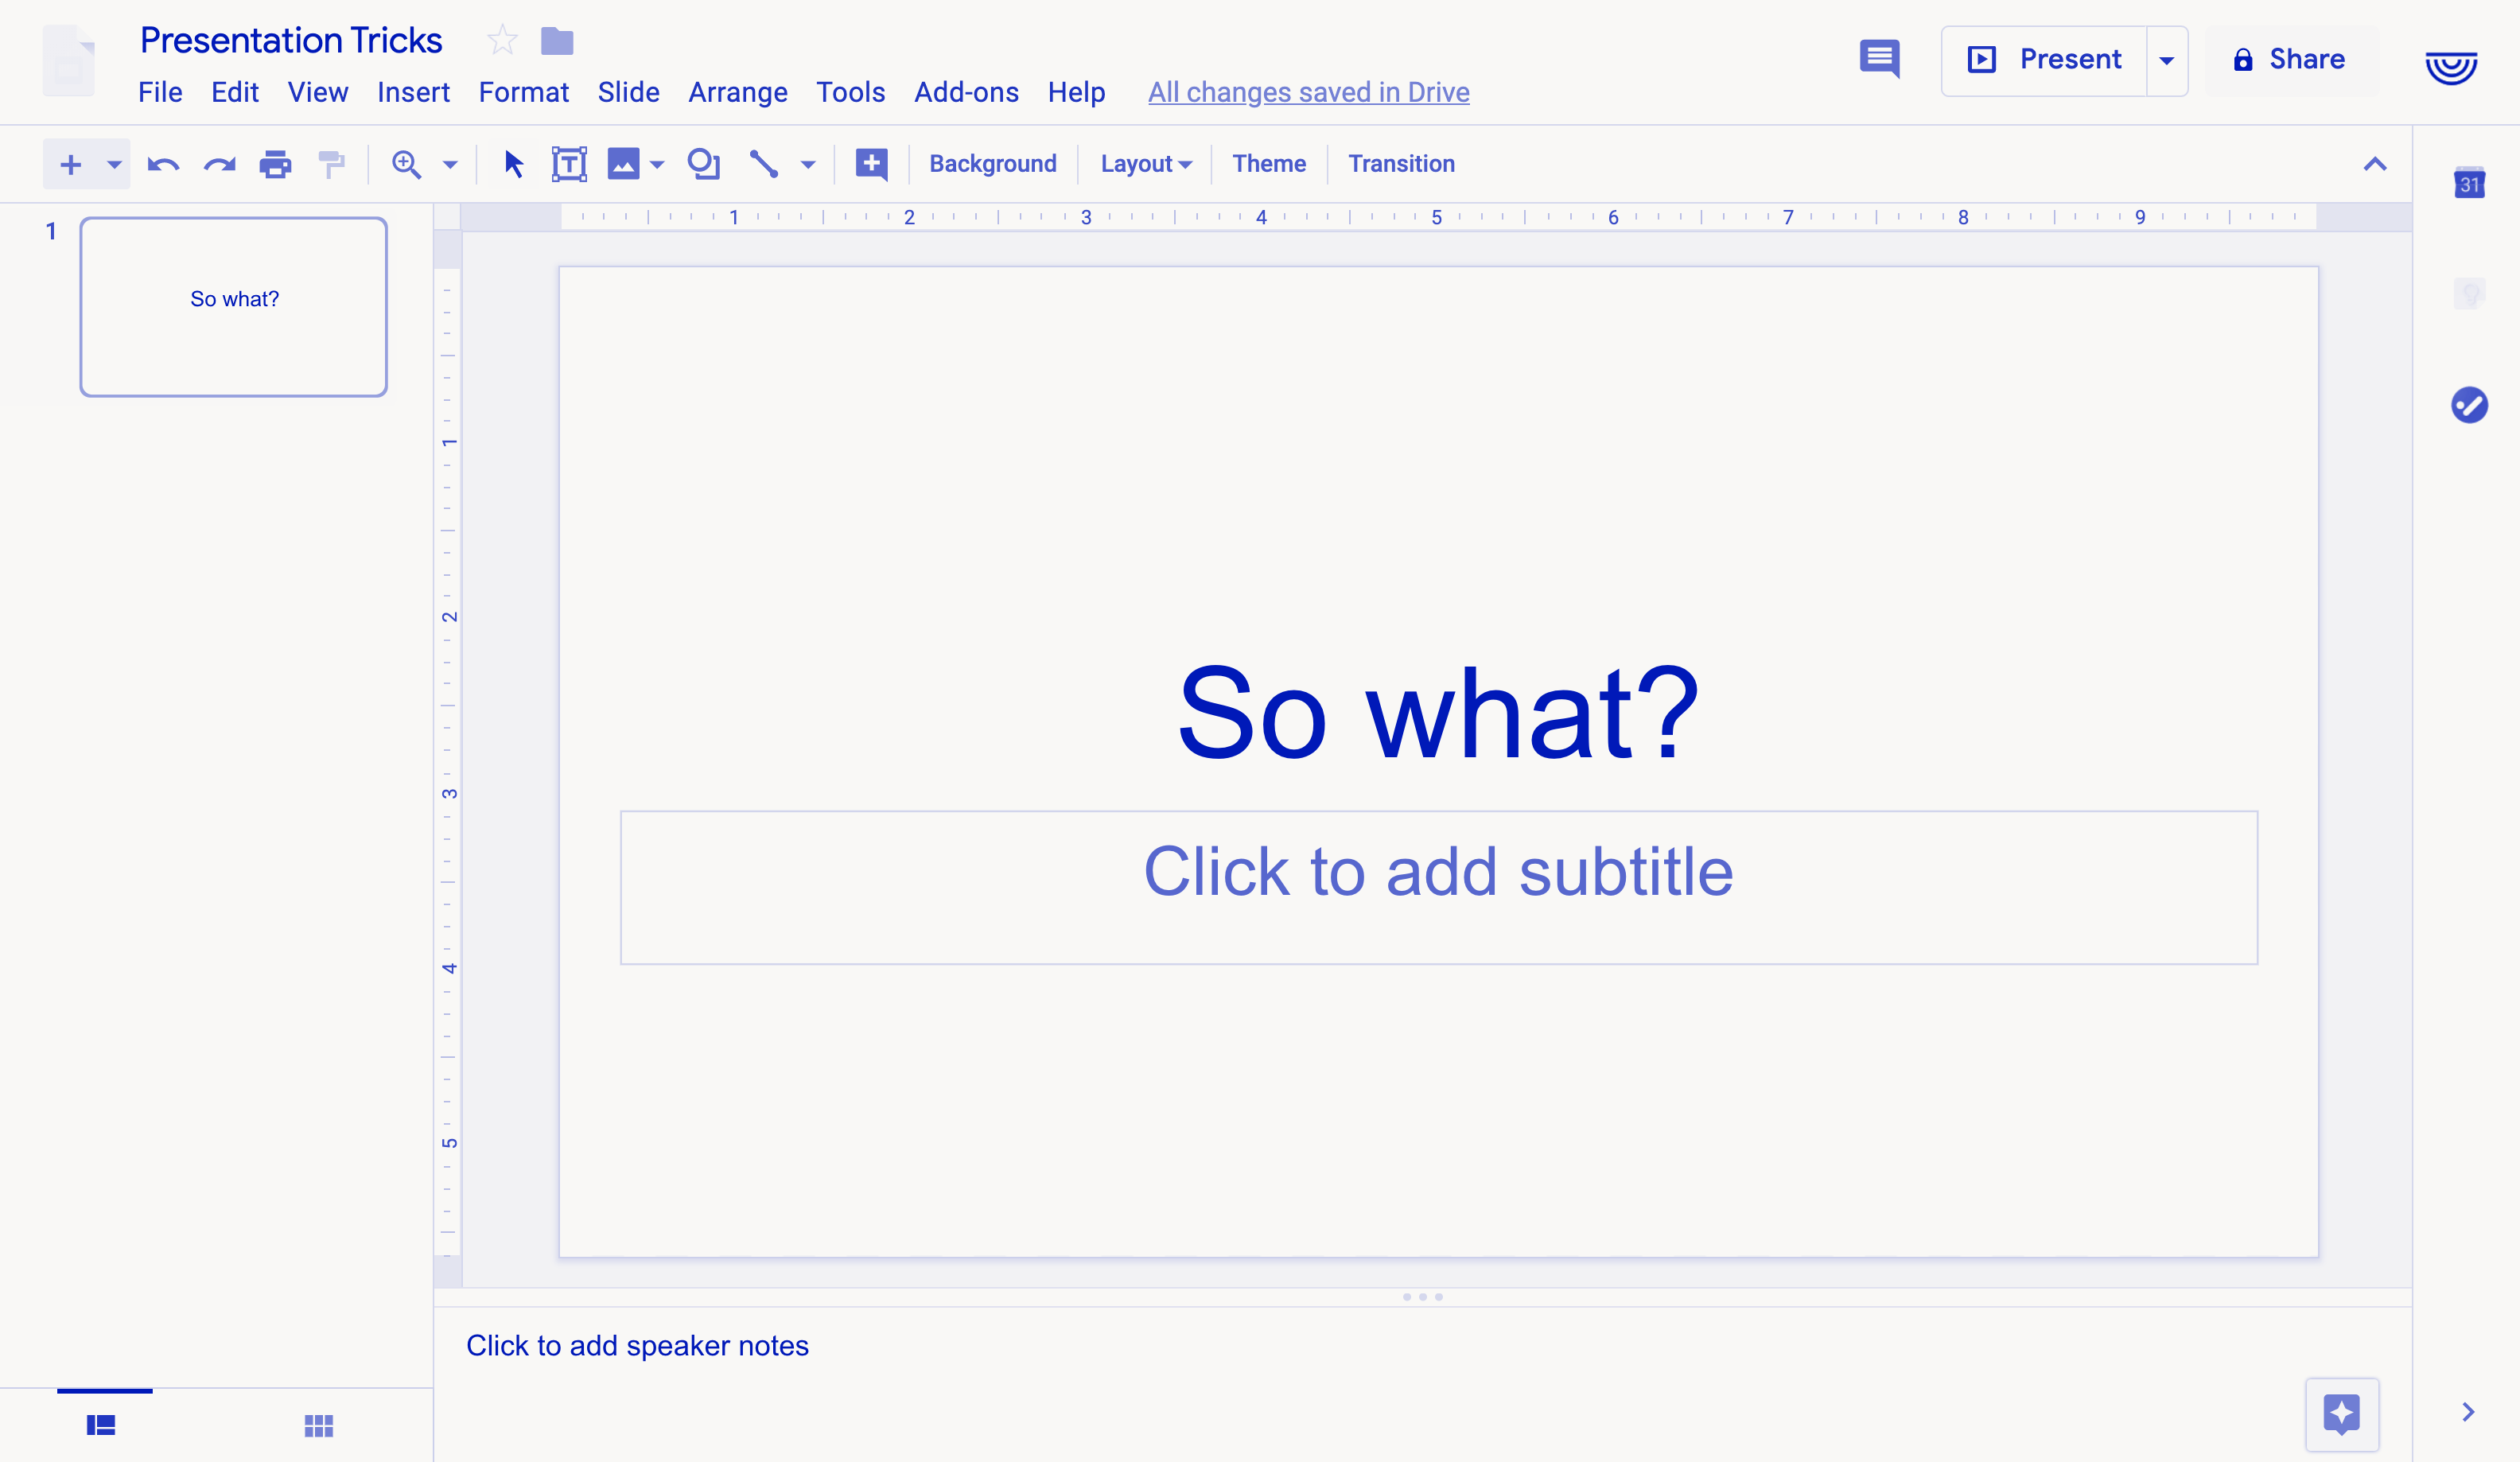 Presentation Tricks
File Edit View Insert Format Slide Arrange Tools Add-ons Help All changes saved in Drive
Present
Share
Background Layout Theme Transition
31
1 2 3 4 5 6 7 8 9
1
So what?
1
2
3
4
5
So what?
Click to add subtitle
Click to add speaker notes